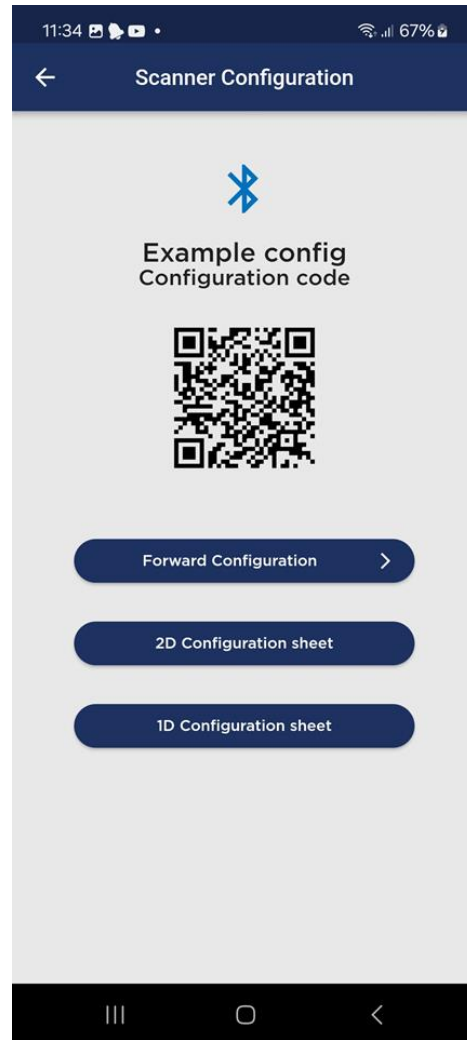 11:34 67%
Scanner Configuration
Example config
Configuration code
Forward Configuration
2D Configuration sheet
1D Configuration sheet